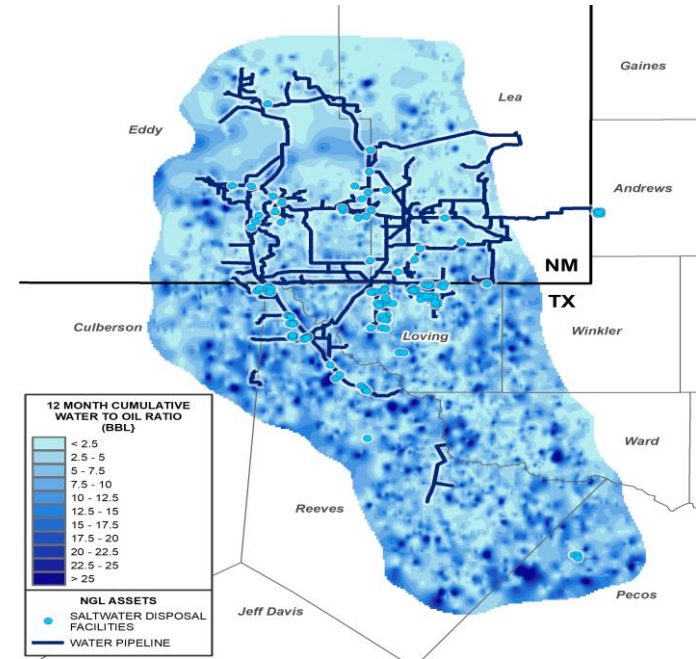 Gaines
Lea
Eddy
Andrews
NM
TX
Culberson
Loving
Winkler
12 MONTH CUMULATIVE
WATER TO OIL RATIO
(BBL}
< 2.5
2.5 - 5
5 - 7.5
7.5 - 10
10 - 12.5
12.5 - 15
15 - 17.5
17.5 - 20
20 - 22.5
22.5 - 25
> 25
NGL ASSETS
SALTWATER DISPOSAL
FACILITIES
WATER PIPELINE
Ward
Reeves
Jeff Davis
Pecos